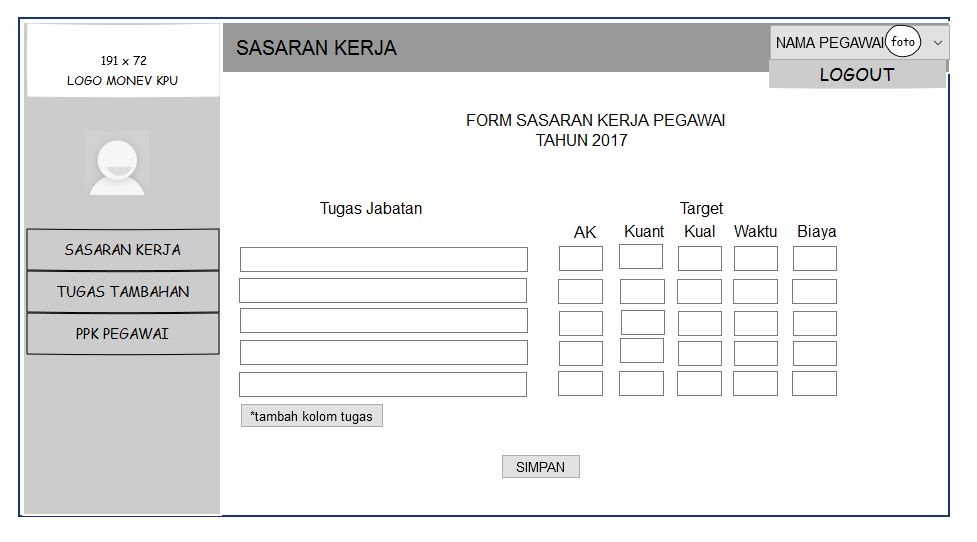 191 x 72
LOGO MONEV KPU
SASARAN KERJA
NAMA PEGAWAI
foto
LOGOUT
SASARAN KERJA
TUGAS TAMBAHAN
PPK PEGAWAI
FORM SASARAN KERJA PEGAWAI
TAHUN 2017
Tugas Jabatan
Target
AK Kuant Kual Waktu Biaya
*tambah kolom tugas
SIMPAN